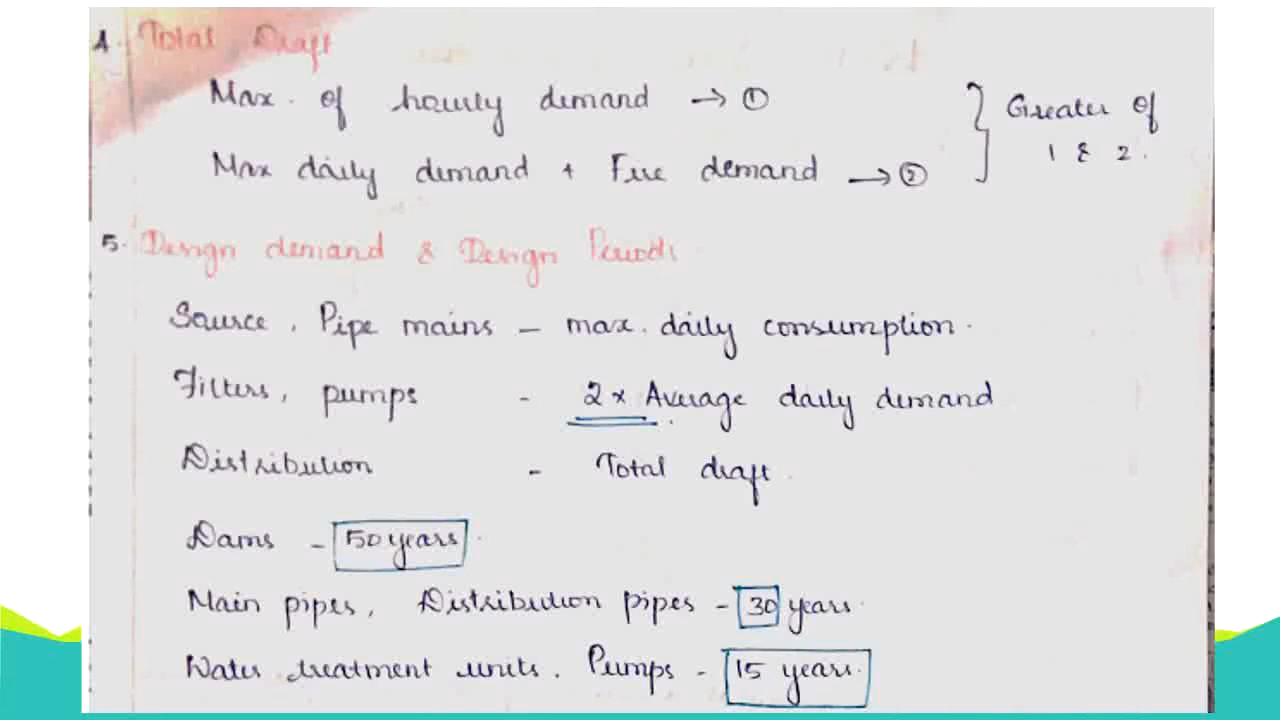 4. Total Draft
Max. of hourly demand → ①
Max daily demand + Fire demand → ②
} Greater of
1 & 2.
5. Design demand & Design Periods
Source, Pipe mains - max. daily consumption.
Filters, pumps - 2x Average daily demand
Distribution - Total draft.
Dams - 50 years.
Main pipes, Distribution pipes - 30 years.
Water treatment units. Pumps - 15 years.